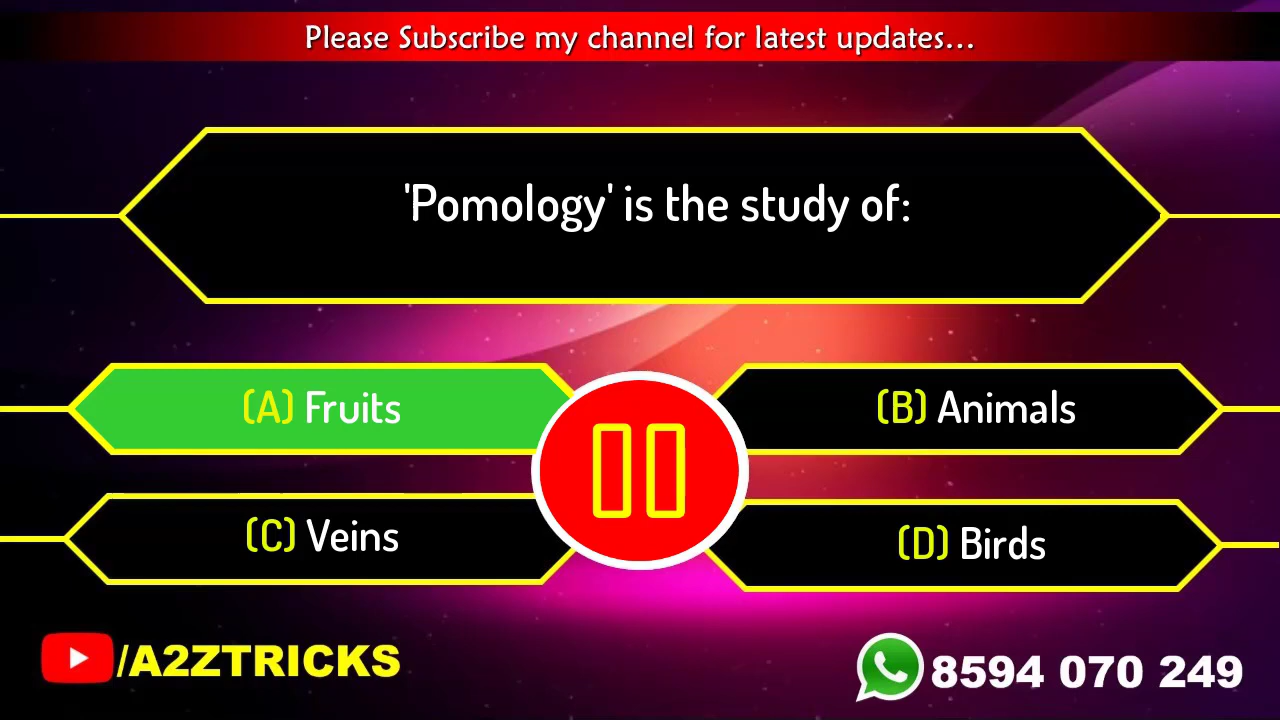 Please Subscribe my channel for latest updates...
'Pomology' is the study of:
(A) Fruits
(B) Animals
(C) Veins
(D) Birds
/A2ZTRICKS
8594 070 249